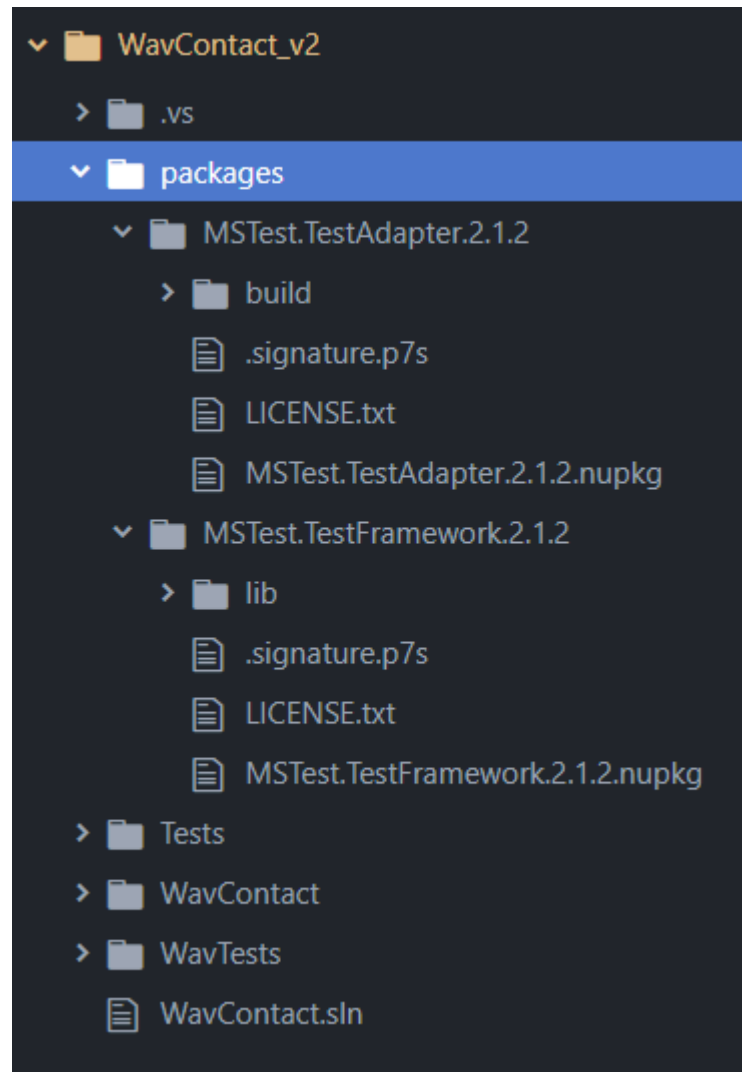 WavContact_v2
.vs
packages
MSTest.TestAdapter.2.1.2
build
.signature.p7s
LICENSE.txt
MSTest.TestAdapter.2.1.2.nupkg
MSTest.TestFramework.2.1.2
lib
.signature.p7s
LICENSE.txt
MSTest.TestFramework.2.1.2.nupkg
Tests
WavContact
WavTests
WavContact.sln